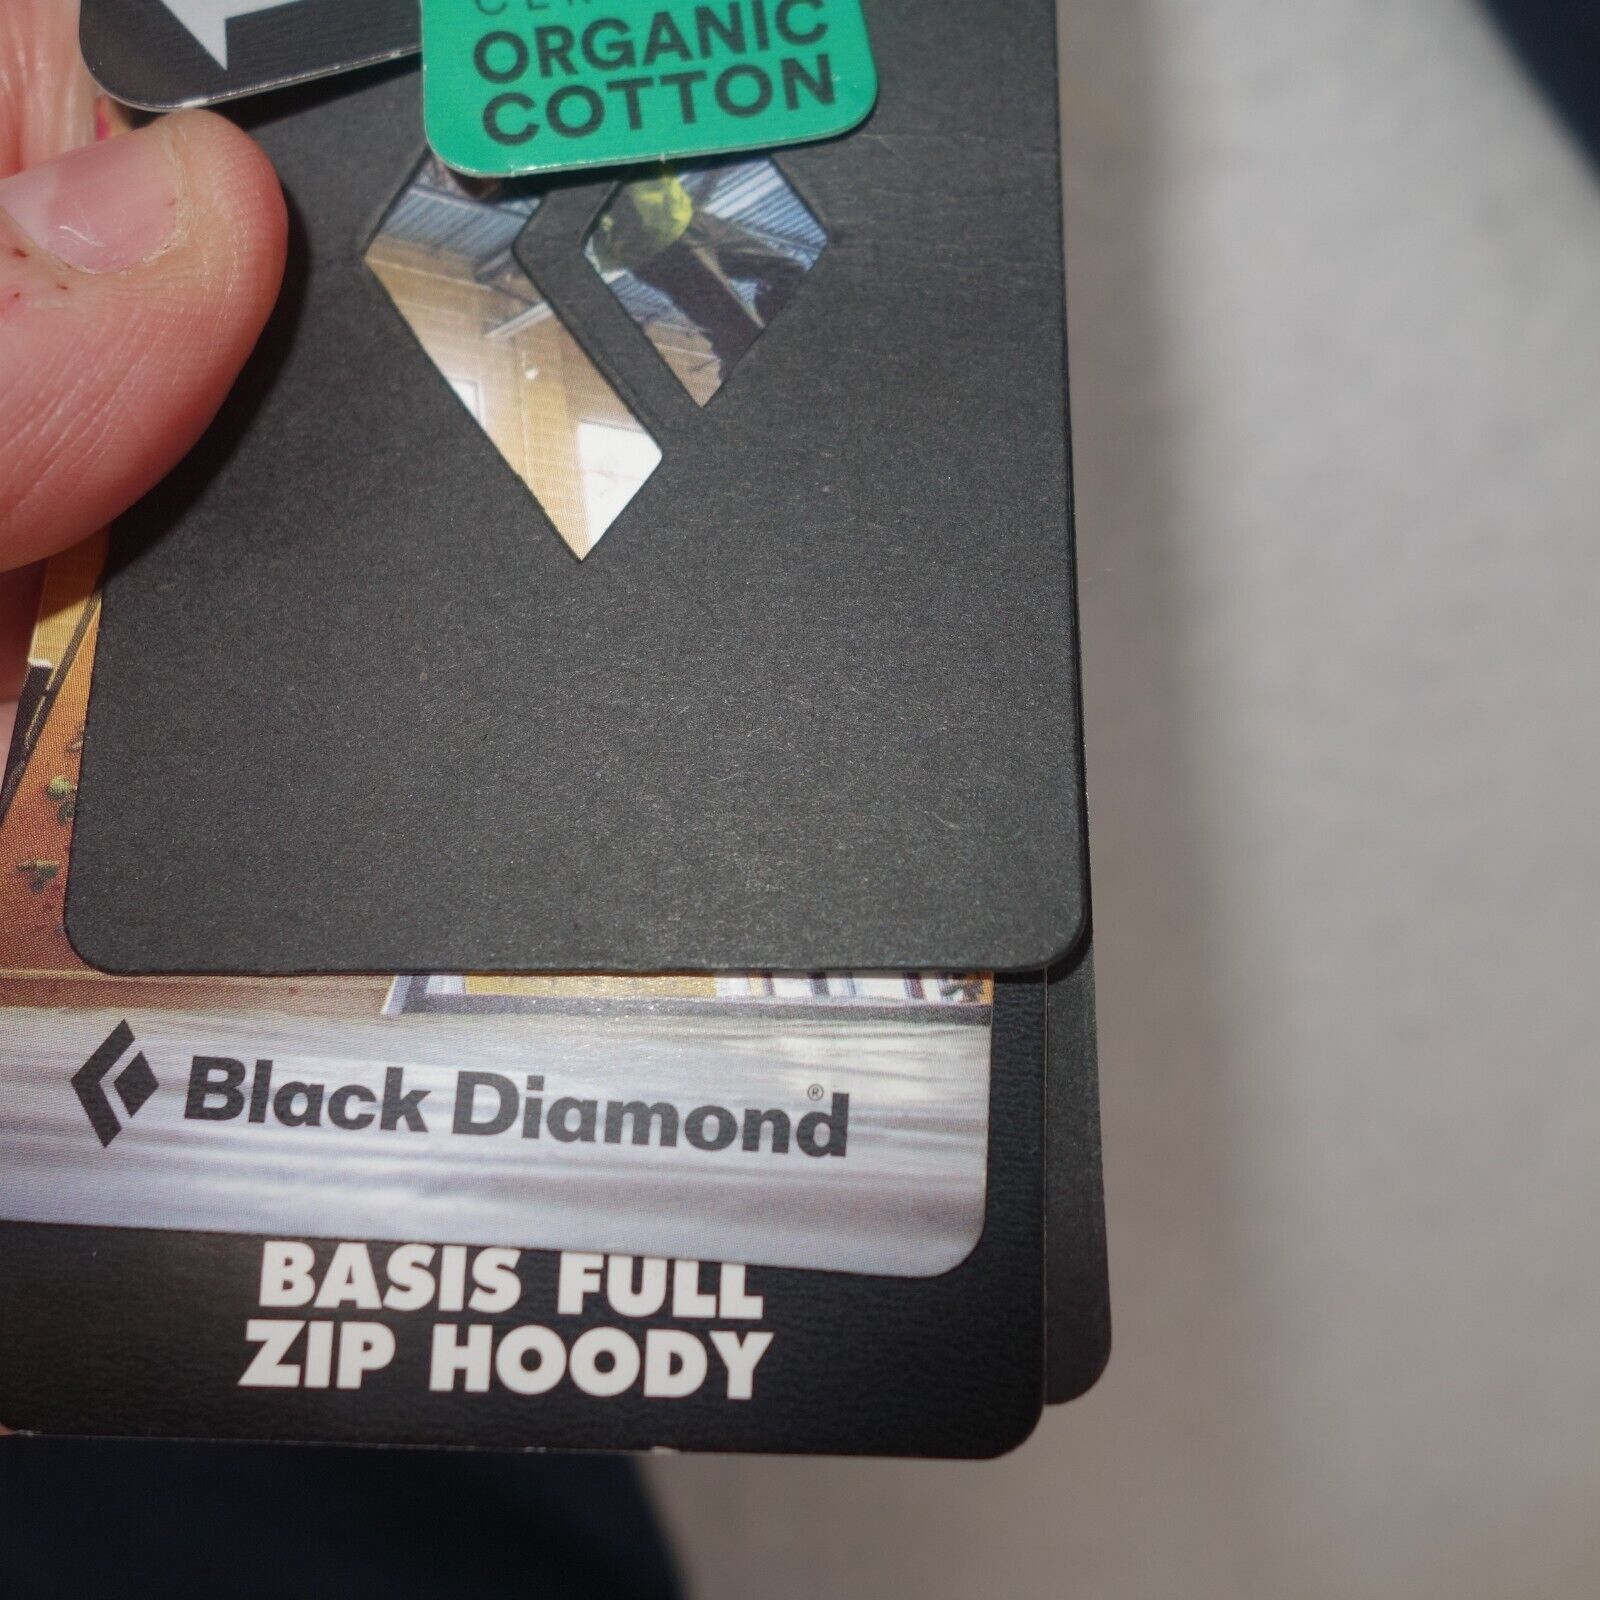 ORGANIC
COTTON
Black Diamond®
BASIS FULL
ZIP HOODY